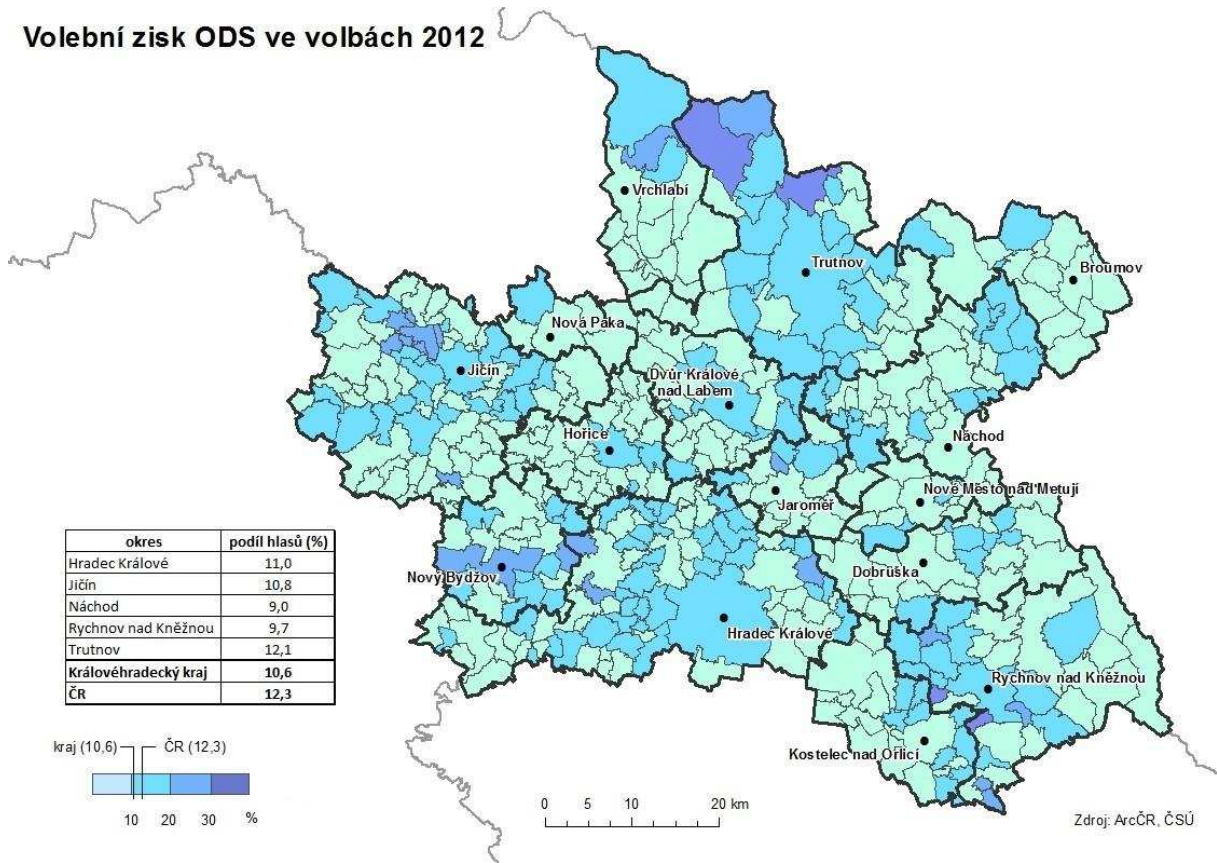 Volební zisk ODS ve volbách 2012
Vrchlabí
Trutnov
Broumov
Nová Paka
Jičín
Dvůr Králové
nad Labem
Hořice
Náchod
Jaroměř
Nové Město nad Metují
Dobruška
Nový Bydžov
Hradec Králové
Rychnov nad Kněžnou
Kostelec nad Orlicí
okres podíl hlasů (%)
Hradec Králové 11,0
Jičín 10,8
Náchod 9,0
Rychnov nad Kněžnou 9,7
Trutnov 12,1
Královéhradecký kraj 10,6
ČR 12,3
kraj (10,6) ČR (12,3)
10 20 30 %
0 5 10 20 km
Zdroj: ArcČR, ČSÚ